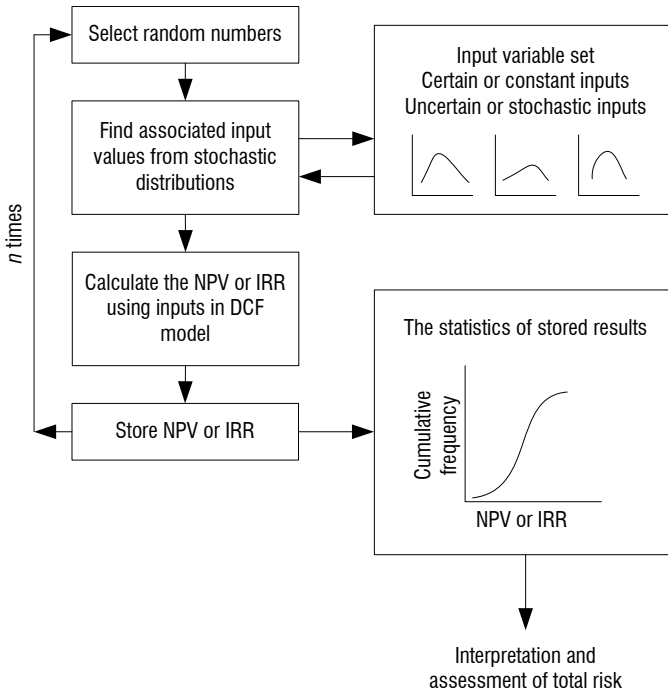 Select random numbers
Find associated input
values from stochastic
distributions
Input variable set
Certain or constant inputs
Uncertain or stochastic inputs
n times
Calculate the NPV or IRR
using inputs in DCF
model
Store NPV or IRR
The statistics of stored results
Cumulative
frequency
NPV or IRR
Interpretation and
assessment of total risk